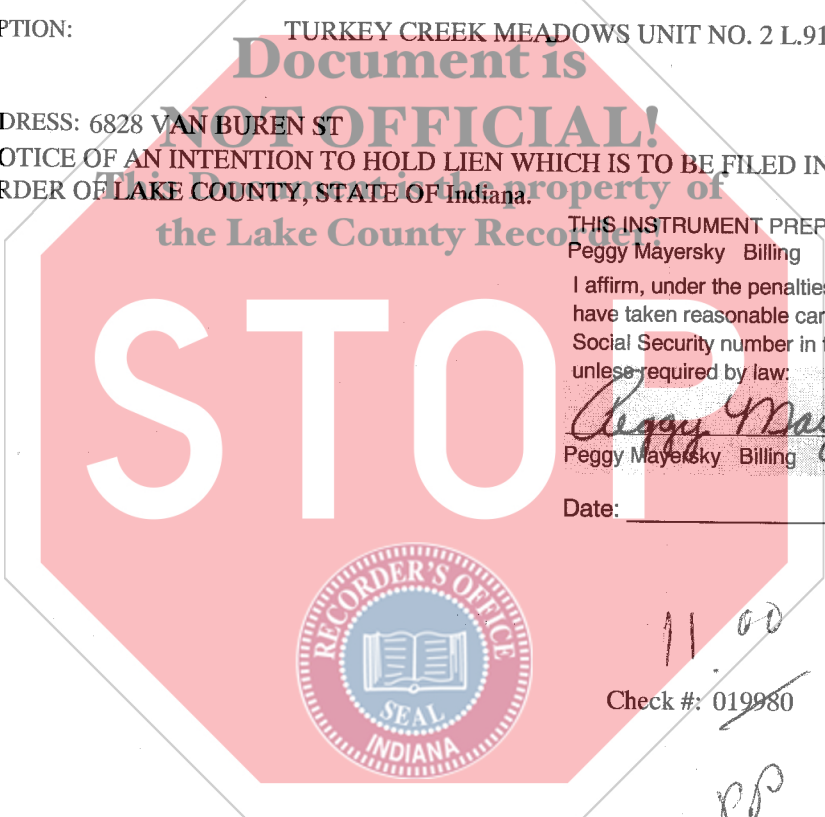 PTION: TURKEY CREEK MEADOWS UNIT NO. 2 L.91
Document is
DRESS: 6828 VAN BUREN ST
NOT OFFICIAL!
OTICE OF AN INTENTION TO HOLD LIEN WHICH IS TO BE FILED IN
RDER OF LAKE COUNTY, STATE OF Indiana.
This Document is the property of
the Lake County Recorder!
THIS INSTRUMENT PREP
Peggy Mayersky Billing
I affirm, under the penalties
have taken reasonable car
Social Security number in t
unless required by law:
STOP
Peggy May
Peggy Mayersky Billing
Date:
RECORDER'S OFFICE
SEAL
INDIANA
11.00
Check #: 019980
PP